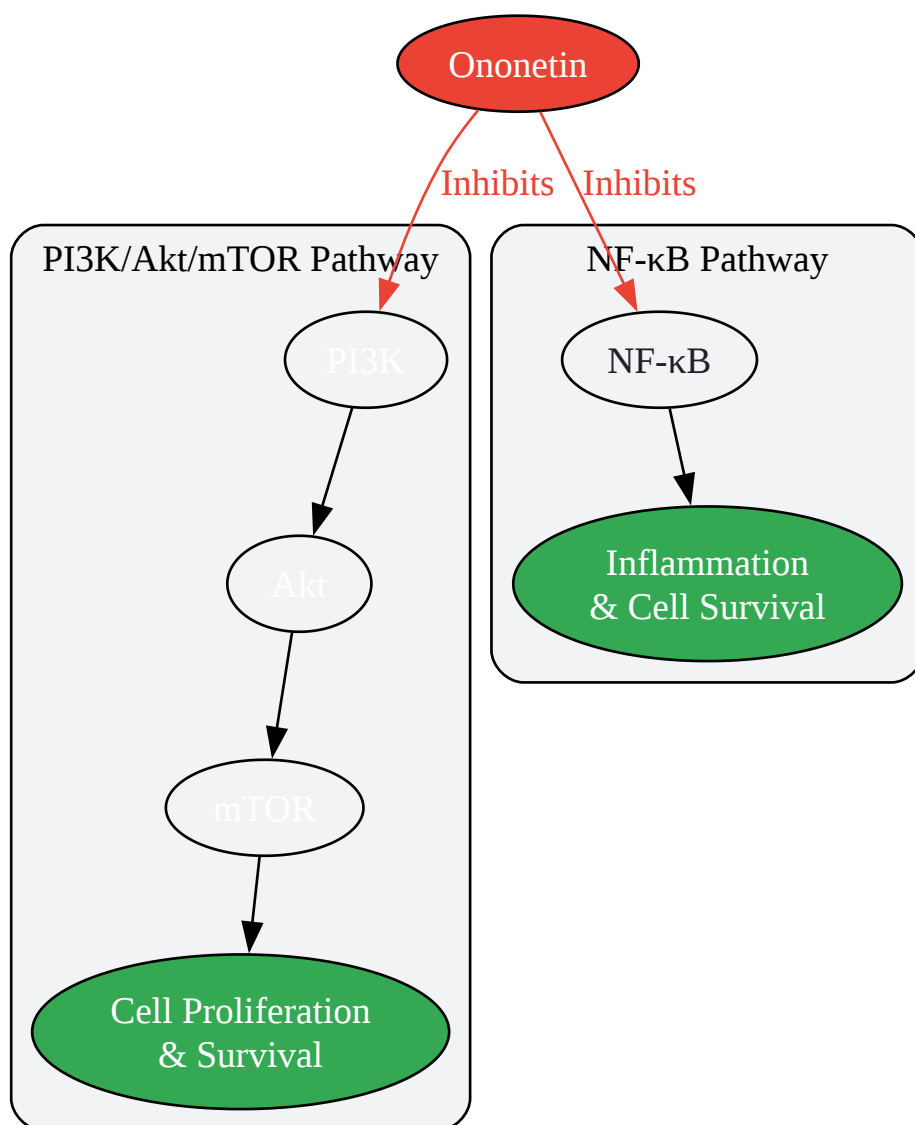 Ononetin
Inhibits
Inhibits
PI3K/Akt/mTOR Pathway
PI3K
Akt
mTOR
Cell Proliferation
& Survival
NF-κB Pathway
NF-κB
Inflammation
& Cell Survival